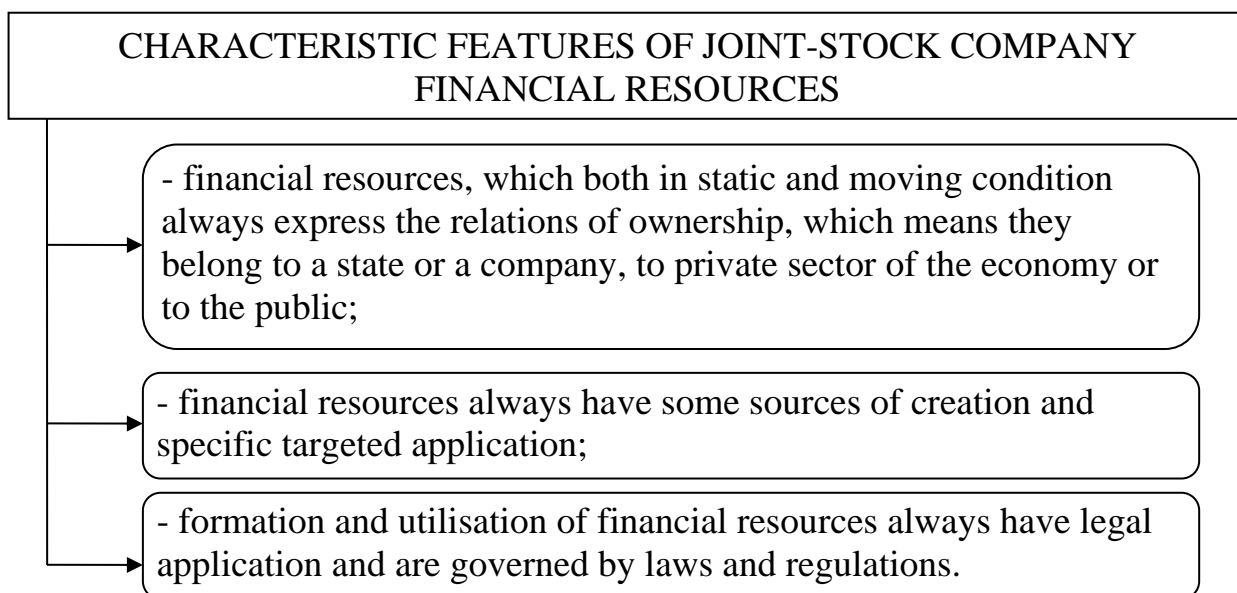 CHARACTERISTIC FEATURES OF JOINT-STOCK COMPANY
FINANCIAL RESOURCES
- financial resources, which both in static and moving condition
always express the relations of ownership, which means they
belong to a state or a company, to private sector of the economy or
to the public;
- financial resources always have some sources of creation and
specific targeted application;
- formation and utilisation of financial resources always have legal
application and are governed by laws and regulations.